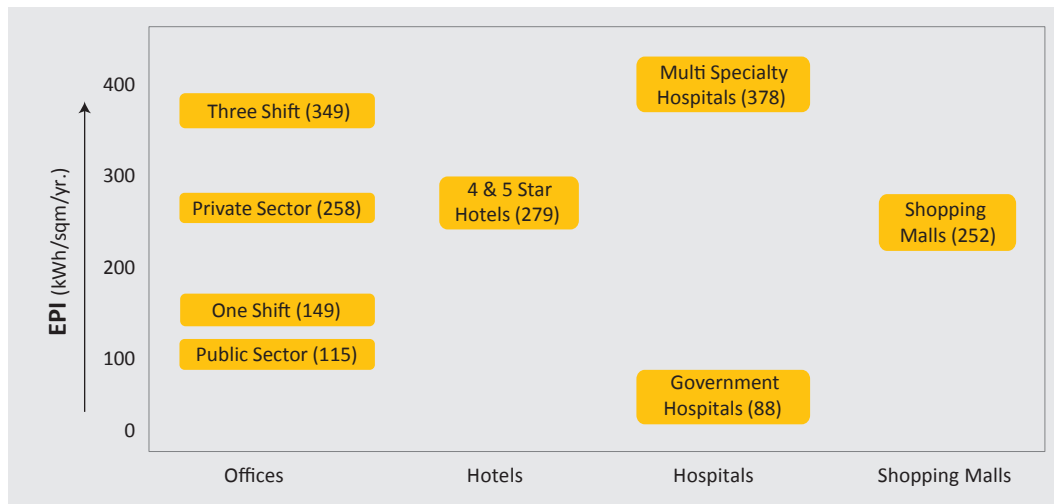 400
300
200
100
0
EPI (kWh/sqm/yr.)
Three Shift (349)
Private Sector (258)
One Shift (149)
Public Sector (115)
4 & 5 Star
Hotels (279)
Multi Specialty
Hospitals (378)
Government
Hospitals (88)
Shopping
Malls (252)
Offices
Hotels
Hospitals
Shopping Malls